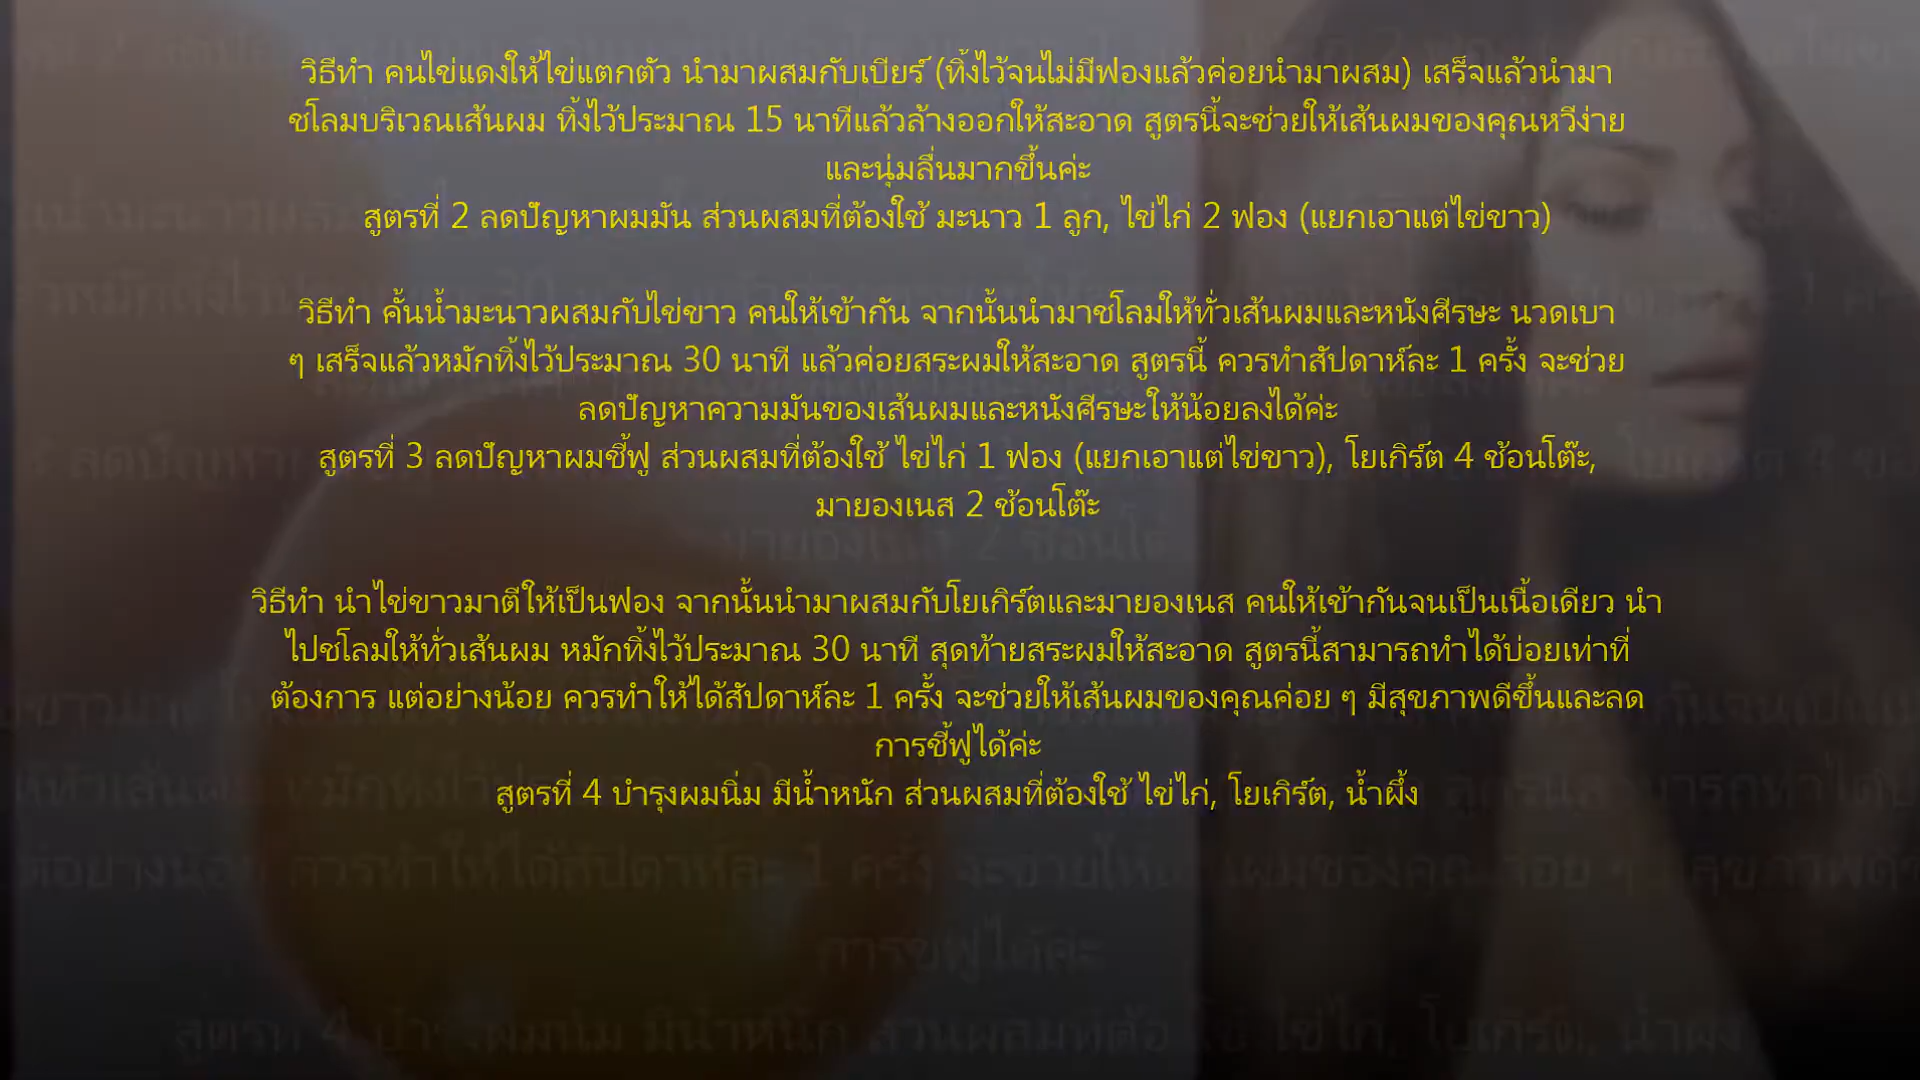 วิธีทำ คนไข่แดงให้ไข่แตกตัว นำมาผสมกับเบียร์ (ทิ้งไว้จนไม่มีฟองแล้วค่อยนำมาผสม) เสร็จแล้วนำมา
ชโลมบริเวณเส้นผม ทิ้งไว้ประมาณ 15 นาทีแล้วล้างออกให้สะอาด สูตรนี้จะช่วยให้เส้นผมของคุณหวีง่าย
และนุ่มลื่นมากขึ้นค่ะ
สูตรที่ 2 ลดปัญหาผมมัน ส่วนผสมที่ต้องใช้ มะนาว 1 ลูก, ไข่ไก่ 2 ฟอง (แยกเอาแต่ไข่ขาว)
วิธีทำ คั้นน้ำมะนาวผสมกับไข่ขาว คนให้เข้ากัน จากนั้นนำมาชโลมให้ทั่วเส้นผมและหนังศีรษะ นวดเบา
ๆ เสร็จแล้วหมักทิ้งไว้ประมาณ 30 นาที แล้วค่อยสระผมให้สะอาด สูตรนี้ ควรทำสัปดาห์ละ 1 ครั้ง จะช่วย
ลดปัญหาความมันของเส้นผมและหนังศีรษะให้น้อยลงได้ค่ะ
สูตรที่ 3 ลดปัญหาผมชี้ฟู ส่วนผสมที่ต้องใช้ ไข่ไก่ 1 ฟอง (แยกเอาแต่ไข่ขาว), โยเกิร์ต 4 ช้อนโต๊ะ,
มายองเนส 2 ช้อนโต๊ะ
วิธีทำ นำไข่ขาวมาตีให้เป็นฟอง จากนั้นนำมาผสมกับโยเกิร์ตและมายองเนส คนให้เข้ากันจนเป็นเนื้อเดียว นำ
ไปชโลมให้ทั่วเส้นผม หมักทิ้งไว้ประมาณ 30 นาที สุดท้ายสระผมให้สะอาด สูตรนี้สามารถทำได้บ่อยเท่าที่
ต้องการ แต่อย่างน้อย ควรทำให้ได้สัปดาห์ละ 1 ครั้ง จะช่วยให้เส้นผมของคุณค่อย ๆ มีสุขภาพดีขึ้นและลด
การชี้ฟูได้ค่ะ
สูตรที่ 4 บำรุงผมนิ่ม มีน้ำหนัก ส่วนผสมที่ต้องใช้ ไข่ไก่, โยเกิร์ต, น้ำผึ้ง